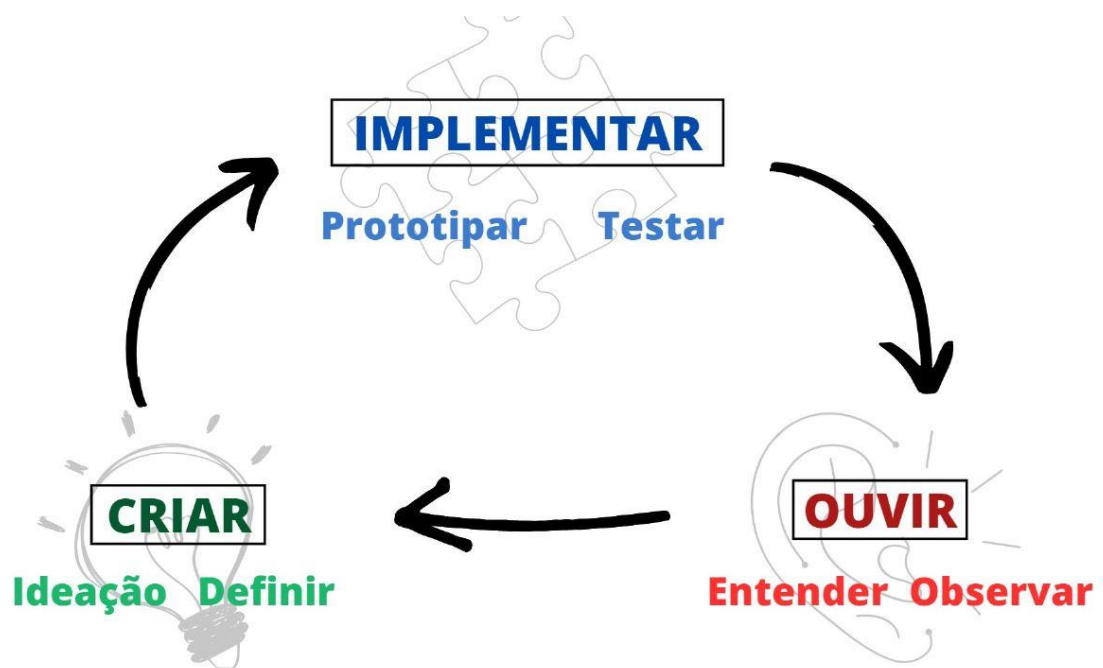 IMPLEMENTAR
Prototipar Testar
CRIAR
Ideação Definir
OUVIR
Entender Observar